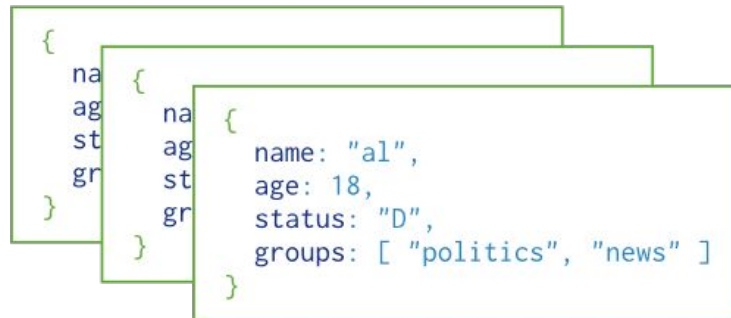 {
na
ag
st
gr
}
{
na
ag
st
gr
}
{
name: "al",
age: 18,
status: "D",
groups: [ "politics", "news" ]
}